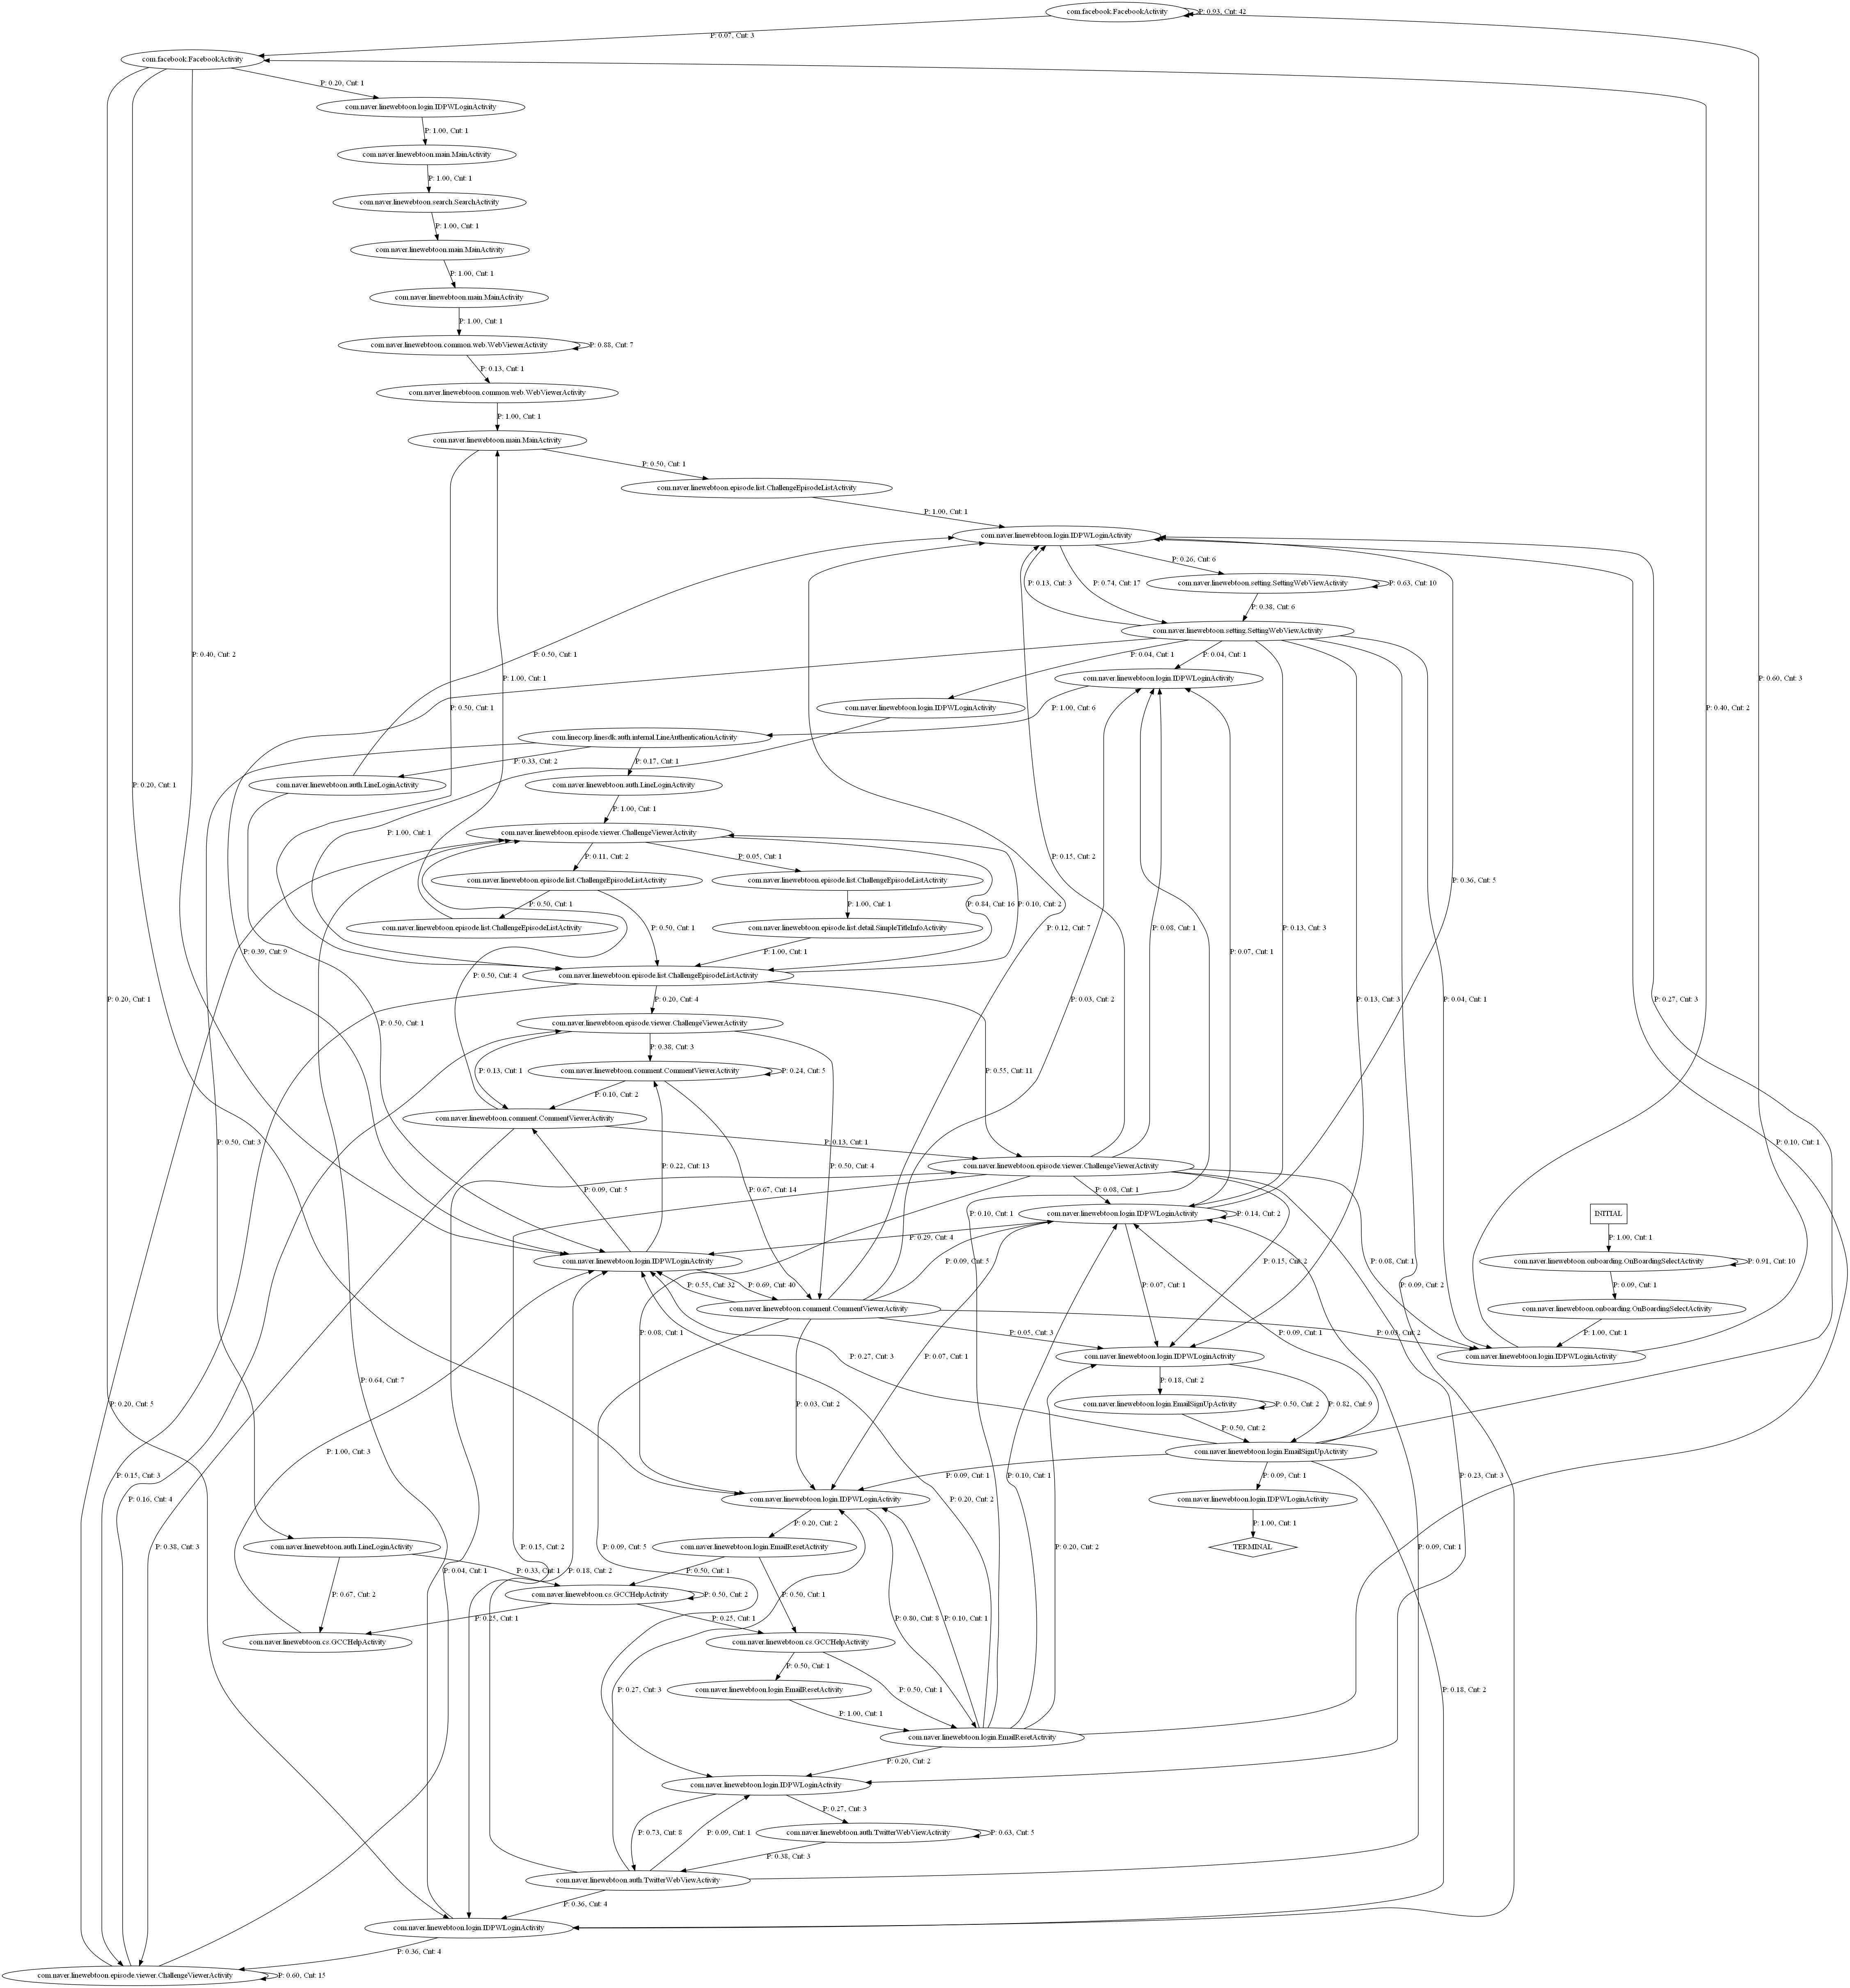 com.facebook.FacebookActivity
P: 0.93, Cnt: 42
P: 0.07, Cnt: 3
com.facebook.FacebookActivity
P: 0.20, Cnt: 1
com.naver.linewebtoon.login.IDPWLoginActivity
P: 1.00, Cnt: 1
com.naver.linewebtoon.main.MainActivity
P: 1.00, Cnt: 1
com.naver.linewebtoon.search.SearchActivity
P: 1.00, Cnt: 1
com.naver.linewebtoon.main.MainActivity
P: 1.00, Cnt: 1
com.naver.linewebtoon.main.MainActivity
P: 1.00, Cnt: 1
com.naver.linewebtoon.common.web.WebViewerActivity
P: 0.88, Cnt: 7
P: 0.13, Cnt: 1
com.naver.linewebtoon.common.web.WebViewerActivity
P: 1.00, Cnt: 1
com.naver.linewebtoon.main.MainActivity
P: 0.50, Cnt: 1
com.naver.linewebtoon.episode.list.ChallengeEpisodeListActivity
P: 1.00, Cnt: 1
com.naver.linewebtoon.login.IDPWLoginActivity
P: 0.26, Cnt: 6
P: 0.13, Cnt: 3
P: 0.74, Cnt: 17
com.naver.linewebtoon.setting.SettingWebViewActivity
P: 0.63, Cnt: 10
P: 0.38, Cnt: 6
com.naver.linewebtoon.setting.SettingWebViewActivity
P: 0.40, Cnt: 2
P: 0.50, Cnt: 1
P: 0.04, Cnt: 1
P: 0.04, Cnt: 1
P: 1.00, Cnt: 1
com.naver.linewebtoon.login.IDPWLoginActivity
P: 0.60, Cnt: 3
P: 0.50, Cnt: 1
com.naver.linewebtoon.login.IDPWLoginActivity
P: 1.00, Cnt: 6
P: 0.40, Cnt: 2
com.linecorp.linesdk.auth.internal.LineAuthenticationActivity
P: 0.33, Cnt: 2
P: 0.17, Cnt: 1
P: 0.20, Cnt: 1
com.naver.linewebtoon.auth.LineLoginActivity
com.naver.linewebtoon.auth.LineLoginActivity
P: 1.00, Cnt: 1
com.naver.linewebtoon.episode.viewer.ChallengeViewerActivity
P: 1.00, Cnt: 1
P: 0.11, Cnt: 2
P: 0.05, Cnt: 1
P: 0.15, Cnt: 2
com.naver.linewebtoon.episode.list.ChallengeEpisodeListActivity
com.naver.linewebtoon.episode.list.ChallengeEpisodeListActivity
P: 0.36, Cnt: 5
P: 0.50, Cnt: 1
P: 1.00, Cnt: 1
P: 0.84, Cnt: 16
P: 0.10, Cnt: 2
com.naver.linewebtoon.episode.list.ChallengeEpisodeListActivity
P: 0.50, Cnt: 1
com.naver.linewebtoon.episode.list.detail.SimpleTitleInfoActivity
P: 0.12, Cnt: 7
P: 0.39, Cnt: 9
P: 1.00, Cnt: 1
P: 0.08, Cnt: 1
P: 0.07, Cnt: 1
P: 0.13, Cnt: 3
P: 0.50, Cnt: 4
com.naver.linewebtoon.episode.list.ChallengeEpisodeListActivity
P: 0.20, Cnt: 1
P: 0.20, Cnt: 4
P: 0.03, Cnt: 2
P: 0.13, Cnt: 3
P: 0.04, Cnt: 1
P: 0.27, Cnt: 3
P: 0.50, Cnt: 1
com.naver.linewebtoon.episode.viewer.ChallengeViewerActivity
P: 0.38, Cnt: 3
P: 0.13, Cnt: 1
com.naver.linewebtoon.comment.CommentViewerActivity
P: 0.24, Cnt: 5
P: 0.55, Cnt: 11
P: 0.10, Cnt: 2
com.naver.linewebtoon.comment.CommentViewerActivity
P: 0.50, Cnt: 3
P: 0.13, Cnt: 1
P: 0.50, Cnt: 4
P: 0.10, Cnt: 1
com.naver.linewebtoon.episode.viewer.ChallengeViewerActivity
P: 0.22, Cnt: 13
P: 0.67, Cnt: 14
P: 0.09, Cnt: 5
P: 0.08, Cnt: 1
com.naver.linewebtoon.login.IDPWLoginActivity
P: 0.14, Cnt: 2
P: 0.10, Cnt: 1
INITIAL
P: 1.00, Cnt: 1
P: 0.29, Cnt: 4
com.naver.linewebtoon.login.IDPWLoginActivity
P: 0.09, Cnt: 5
P: 0.15, Cnt: 2
P: 0.08, Cnt: 1
com.naver.linewebtoon.onboarding.OnBoardingSelectActivity
P: 0.91, Cnt: 10
P: 0.55, Cnt: 32
P: 0.69, Cnt: 40
P: 0.07, Cnt: 1
P: 0.09, Cnt: 2
P: 0.09, Cnt: 1
com.naver.linewebtoon.comment.CommentViewerActivity
com.naver.linewebtoon.onboarding.OnBoardingSelectActivity
P: 0.08, Cnt: 1
P: 0.05, Cnt: 3
P: 0.03, Cnt: 2
P: 1.00, Cnt: 1
P: 0.07, Cnt: 1
P: 0.27, Cnt: 3
P: 0.09, Cnt: 1
com.naver.linewebtoon.login.IDPWLoginActivity
com.naver.linewebtoon.login.IDPWLoginActivity
P: 0.64, Cnt: 7
P: 0.18, Cnt: 2
P: 0.20, Cnt: 5
P: 0.03, Cnt: 2
com.naver.linewebtoon.login.EmailSignUpActivity
P: 0.50, Cnt: 2
P: 0.82, Cnt: 9
P: 0.50, Cnt: 2
P: 1.00, Cnt: 3
com.naver.linewebtoon.login.EmailSignUpActivity
P: 0.15, Cnt: 3
P: 0.09, Cnt: 1
P: 0.10, Cnt: 1
P: 0.09, Cnt: 1
P: 0.23, Cnt: 3
P: 0.16, Cnt: 4
com.naver.linewebtoon.login.IDPWLoginActivity
P: 0.20, Cnt: 2
com.naver.linewebtoon.login.IDPWLoginActivity
P: 0.20, Cnt: 2
P: 1.00, Cnt: 1
com.naver.linewebtoon.auth.LineLoginActivity
P: 0.38, Cnt: 3
P: 0.15, Cnt: 2
P: 0.09, Cnt: 5
com.naver.linewebtoon.login.EmailResetActivity
P: 0.20, Cnt: 2
TERMINAL
P: 0.09, Cnt: 1
P: 0.04, Cnt: 1
P: 0.33, Cnt: 1
P: 0.18, Cnt: 2
P: 0.50, Cnt: 1
P: 0.67, Cnt: 2
com.naver.linewebtoon.cs.GCCHelpActivity
P: 0.50, Cnt: 2
P: 0.50, Cnt: 1
P: 0.25, Cnt: 1
P: 0.25, Cnt: 1
P: 0.80, Cnt: 8
P: 0.10, Cnt: 1
com.naver.linewebtoon.cs.GCCHelpActivity
com.naver.linewebtoon.cs.GCCHelpActivity
P: 0.50, Cnt: 1
P: 0.27, Cnt: 3
com.naver.linewebtoon.login.EmailResetActivity
P: 0.50, Cnt: 1
P: 0.18, Cnt: 2
P: 1.00, Cnt: 1
com.naver.linewebtoon.login.EmailResetActivity
P: 0.20, Cnt: 2
com.naver.linewebtoon.login.IDPWLoginActivity
P: 0.27, Cnt: 3
P: 0.73, Cnt: 8
P: 0.09, Cnt: 1
com.naver.linewebtoon.auth.TwitterWebViewActivity
P: 0.63, Cnt: 5
P: 0.38, Cnt: 3
com.naver.linewebtoon.auth.TwitterWebViewActivity
P: 0.36, Cnt: 4
com.naver.linewebtoon.login.IDPWLoginActivity
P: 0.36, Cnt: 4
com.naver.linewebtoon.episode.viewer.ChallengeViewerActivity
P: 0.60, Cnt: 15